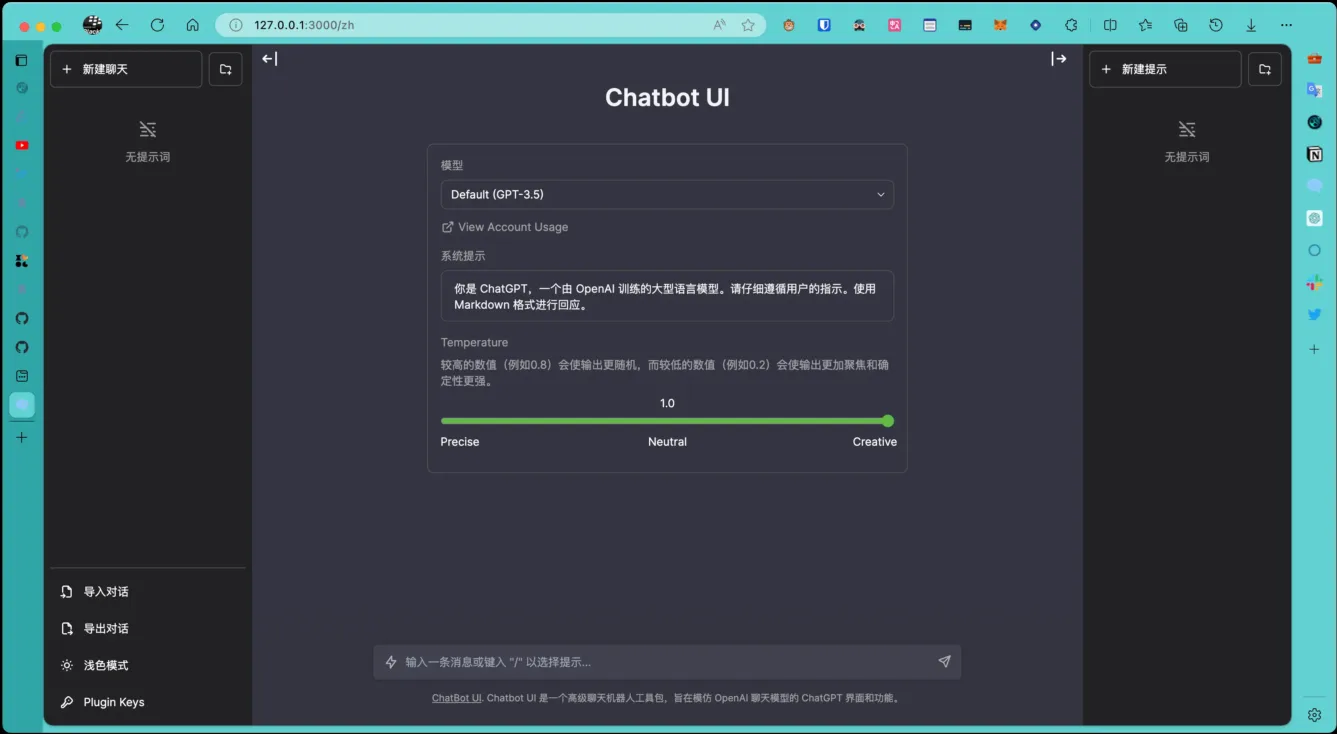 127.0.0.1:3000/zh
新建聊天
无提示词
导入对话
导出对话
浅色模式
Plugin Keys
Chatbot UI
模型
Default (GPT-3.5)
View Account Usage
系统提示
你是 ChatGPT，一个由 OpenAI 训练的大型语言模型。请仔细遵循用户的指示。使用
Markdown 格式进行回应。
Temperature
较高的数值（例如0.8）会使输出更随机，而较低的数值（例如0.2）会使输出更加聚焦和确
定性更强。
1.0
Precise Neutral Creative
输入一条消息或键入 "/" 以选择提示...
ChatBot UI. Chatbot UI 是一个高级聊天机器人工具包，旨在模仿 OpenAI 聊天模型的 ChatGPT 界面和功能。
新建提示
无提示词